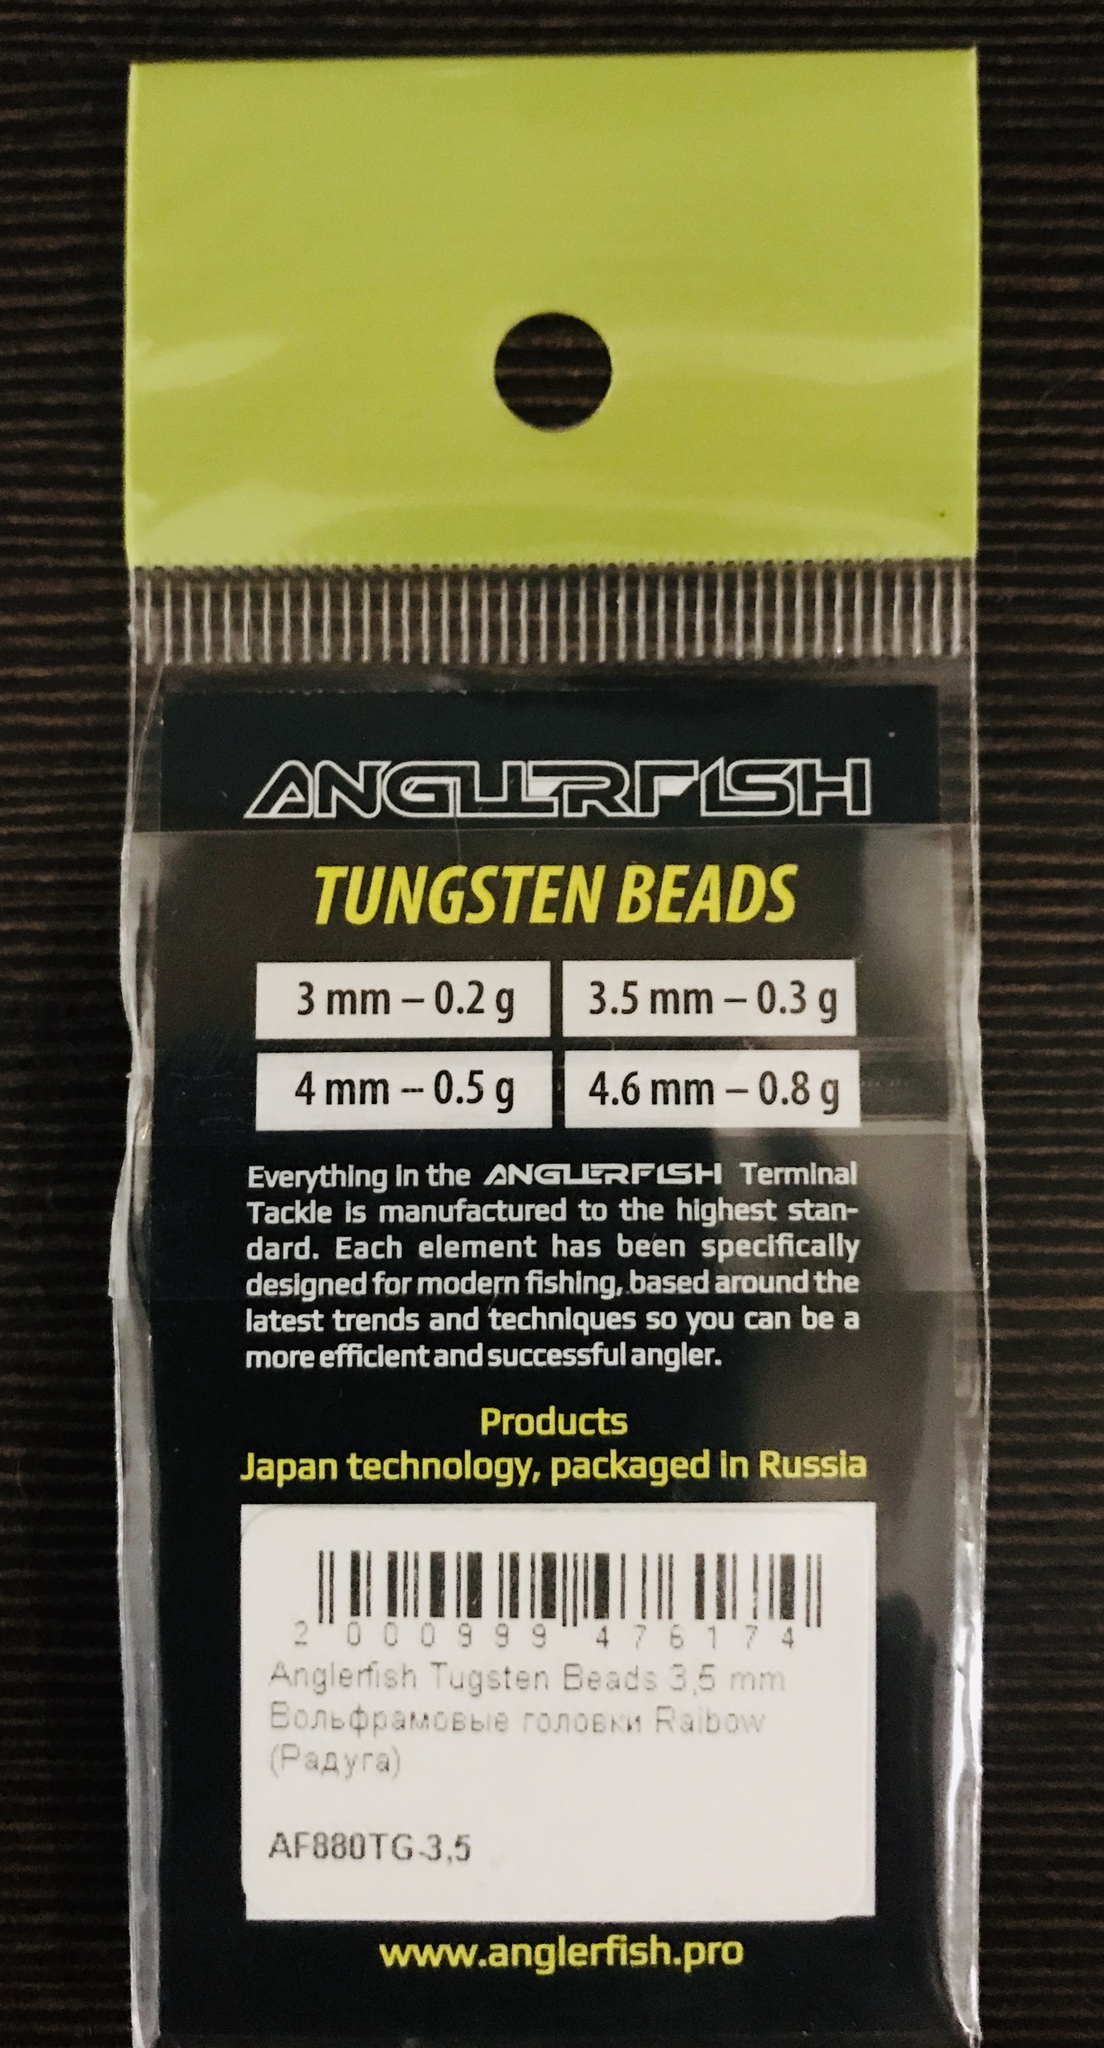 ANGLERFISH
TUNGSTEN BEADS
3 mm – 0.2 g
3.5 mm – 0.3 g
4 mm – 0.5 g
4.6 mm – 0.8 g
Everything in the ANGLERFISH Terminal
Tackle is manufactured to the highest stan-
dard. Each element has been specifically
designed for modern fishing, based around the
latest trends and techniques so you can be a
more efficient and successful angler.
Products
Japan technology, packaged in Russia
2 000999 476174
Anglerfish Tugsten Beads 3,5 mm
Вольфрамовые головки Raibow
(Радуга)
AF880TG-3,5
www.anglerfish.pro